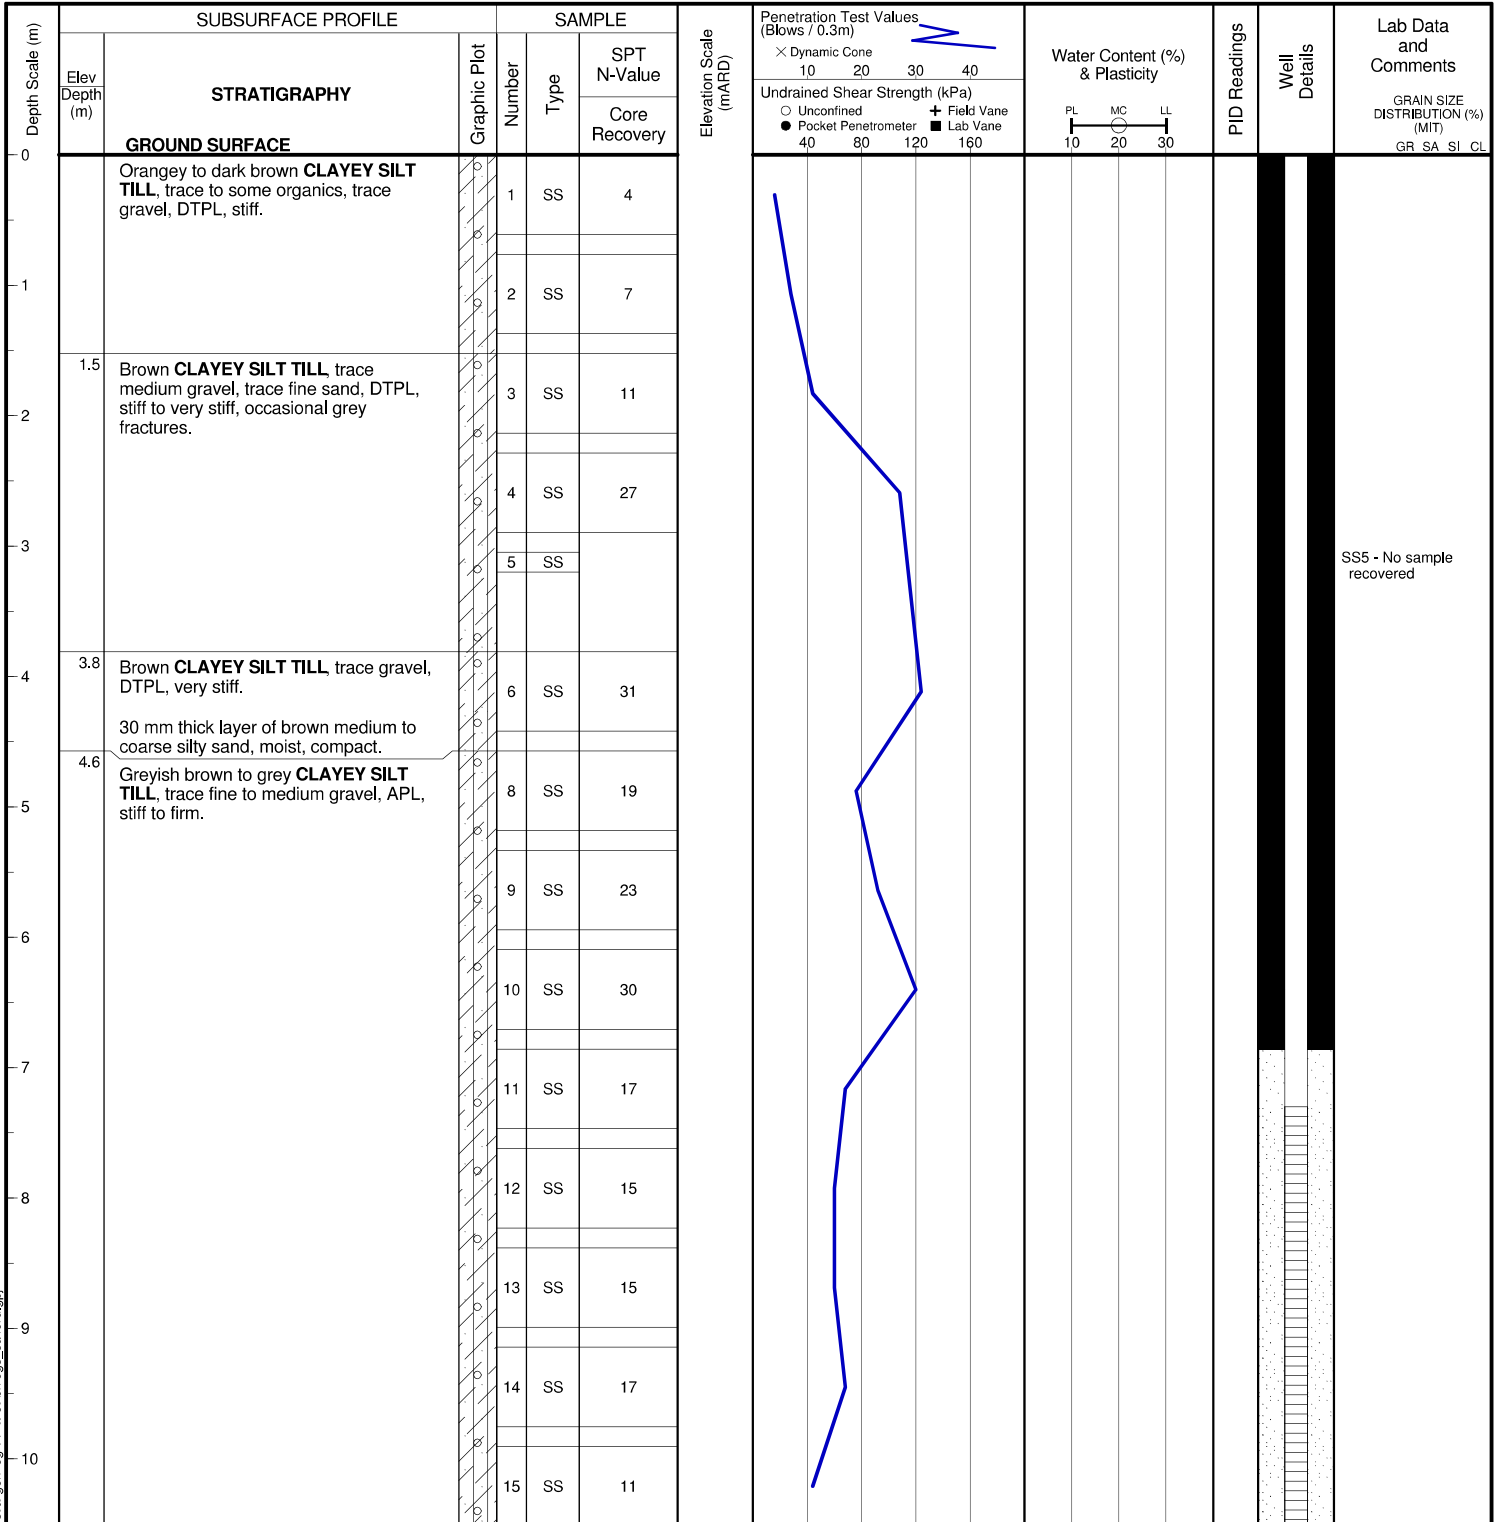 SUBSURFACE PROFILE
SAMPLE
Depth Scale (m)
Elev
Depth
(m)
STRATIGRAPHY
GROUND SURFACE
Graphic Plot
Number
Type
SPT
N-Value
Core
Recovery
Elevation Scale
(mARD)
Penetration Test Values
(Blows / 0.3m)
× Dynamic Cone
10 20 30 40
Undrained Shear Strength (kPa)
○ Unconfined + Field Vane
● Pocket Penetrometer ■ Lab Vane
40 80 120 160
Water Content (%)
& Plasticity
PL MC LL
10 20 30
PID Readings
Well
Details
Lab Data
and
Comments
GRAIN SIZE
DISTRIBUTION (%)
(MIT)
GR SA SI CL
0
Orangey to dark brown CLAYEY SILT
TILL, trace to some organics, trace
gravel, DTPL, stiff.
1 SS 4
1
2 SS 7
1.5
Brown CLAYEY SILT TILL, trace
medium gravel, trace fine sand, DTPL,
stiff to very stiff, occasional grey
fractures.
3 SS 11
2
4 SS 27
3
5 SS
SS5 - No sample
recovered
3.8
Brown CLAYEY SILT TILL, trace gravel,
DTPL, very stiff.
4
6 SS 31
30 mm thick layer of brown medium to
coarse silty sand, moist, compact.
4.6
Greyish brown to grey CLAYEY SILT
TILL, trace fine to medium gravel, APL,
stiff to firm.
8 SS 19
5
9 SS 23
6
10 SS 30
7
11 SS 17
12 SS 15
8
13 SS 15
9
14 SS 17
10
15 SS 11